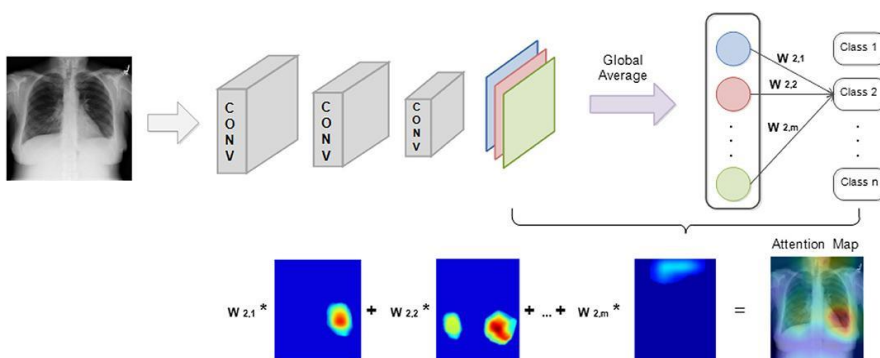 Global
Average
C
O
N
V
C
O
N
V
C
O
N
V
W 2,1
W 2,2
W 2,m
Class 1
Class 2
Class n
Attention Map
W 2,1 * + W 2,2 * + ... + W 2,m * =